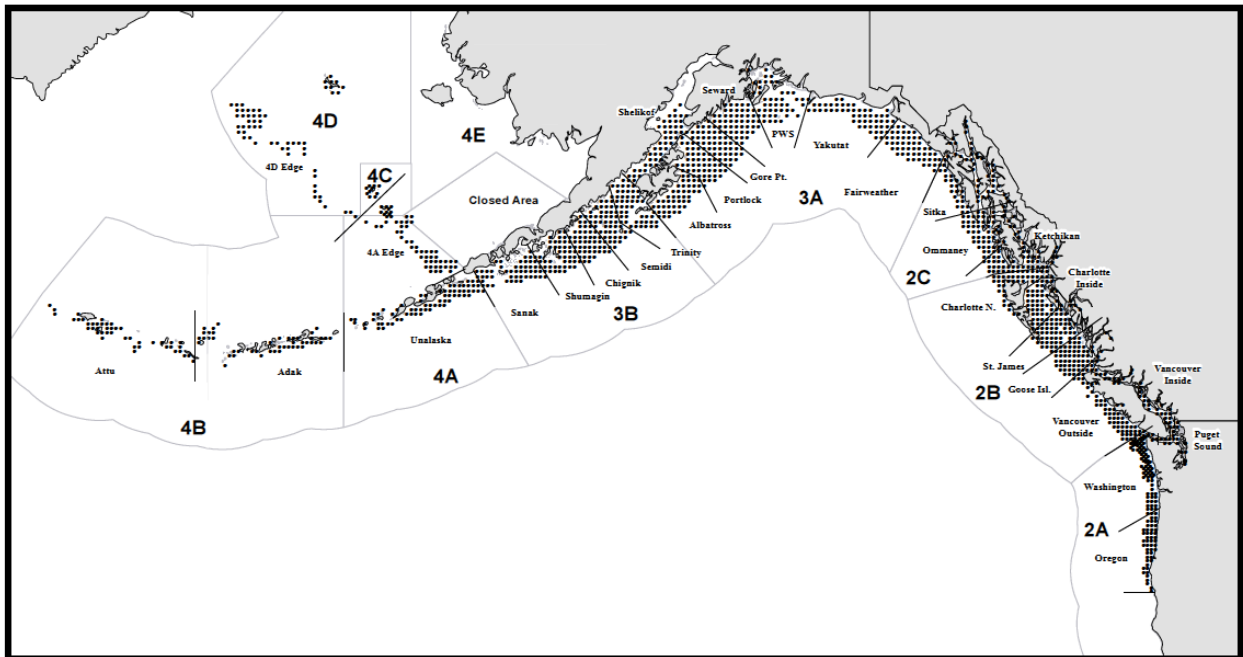 4D
4E
4D Edge
4C
Closed Area
4A Edge
Shelikof
Seward
PWS
Yakutat
Gore Pt.
Fairweather
Portlock
3A
Albatross
Trinity
Semidi
Chignik
Shumagin
3B
Sanak
Unalaska
4A
Adak
Attu
4B
Sitka
Ketchikan
Ommaney
2C
Charlotte
Inside
Charlotte N.
St. James
Goose Isl.
2B
Vancouver
Inside
Vancouver
Outside
Puget
Sound
Washington
2A
Oregon